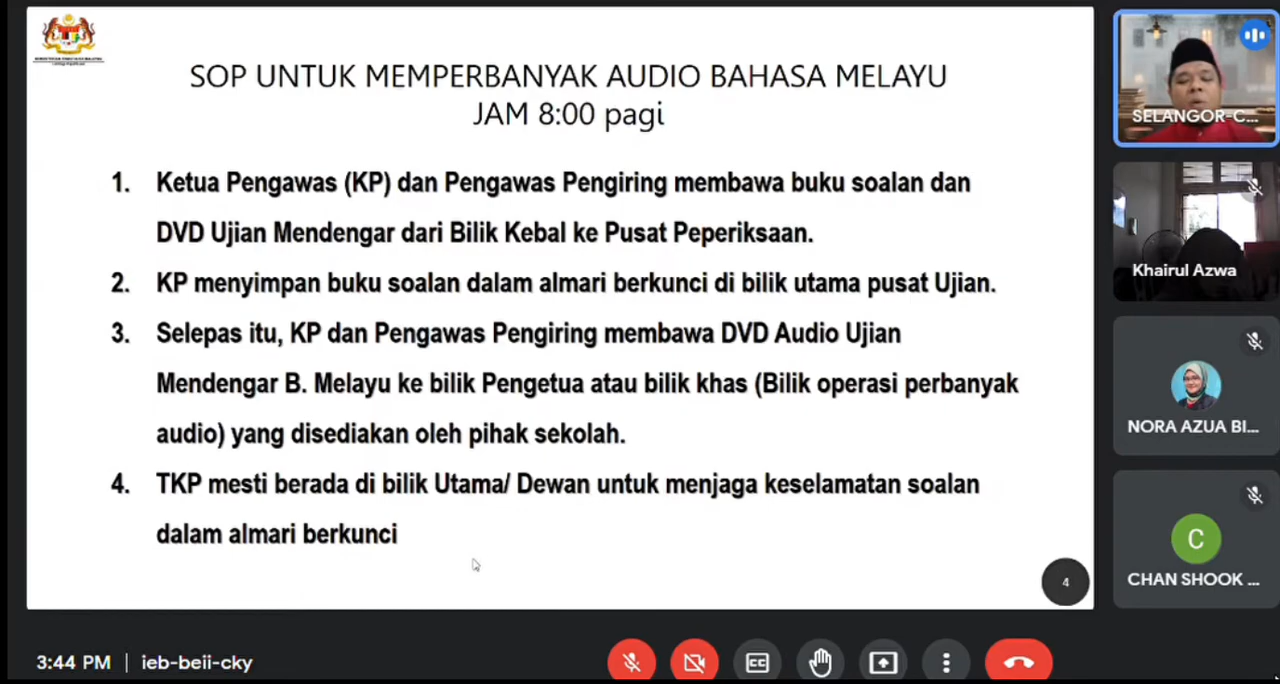 SOP UNTUK MEMPERBANYAK AUDIO BAHASA MELAYU
JAM 8:00 pagi
1. Ketua Pengawas (KP) dan Pengawas Pengiring membawa buku soalan dan
DVD Ujian Mendengar dari Bilik Kebal ke Pusat Peperiksaan.
2. KP menyimpan buku soalan dalam almari berkunci di bilik utama pusat Ujian.
3. Selepas itu, KP dan Pengawas Pengiring membawa DVD Audio Ujian
Mendengar B. Melayu ke bilik Pengetua atau bilik khas (Bilik operasi perbanyak
audio) yang disediakan oleh pihak sekolah.
4. TKP mesti berada di bilik Utama/ Dewan untuk menjaga keselamatan soalan
dalam almari berkunci
4
SELANGOR-C...
Khairul Azwa
NORA AZUA BI...
C
CHAN SHOOK ...
3:44 PM | ieb-beii-cky
CC